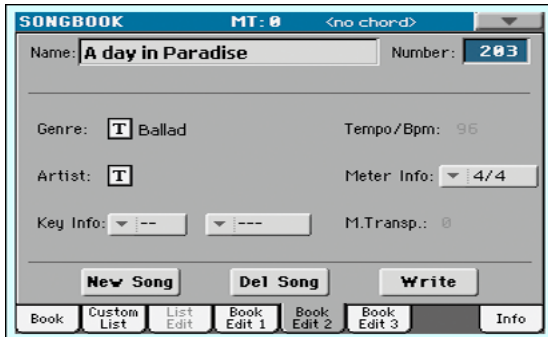 SONGBOOK MT: 0 <no chord>
Name: A day in Paradise Number: 203
Genre: T Ballad Tempo/Bpm: 96
Artist: T Meter Info: 4/4
Key Info: -- --- M.Transp.: 0
New Song Del Song Write
Book Custom List List Edit Book Edit 1 Book Edit 2 Book Edit 3 Info